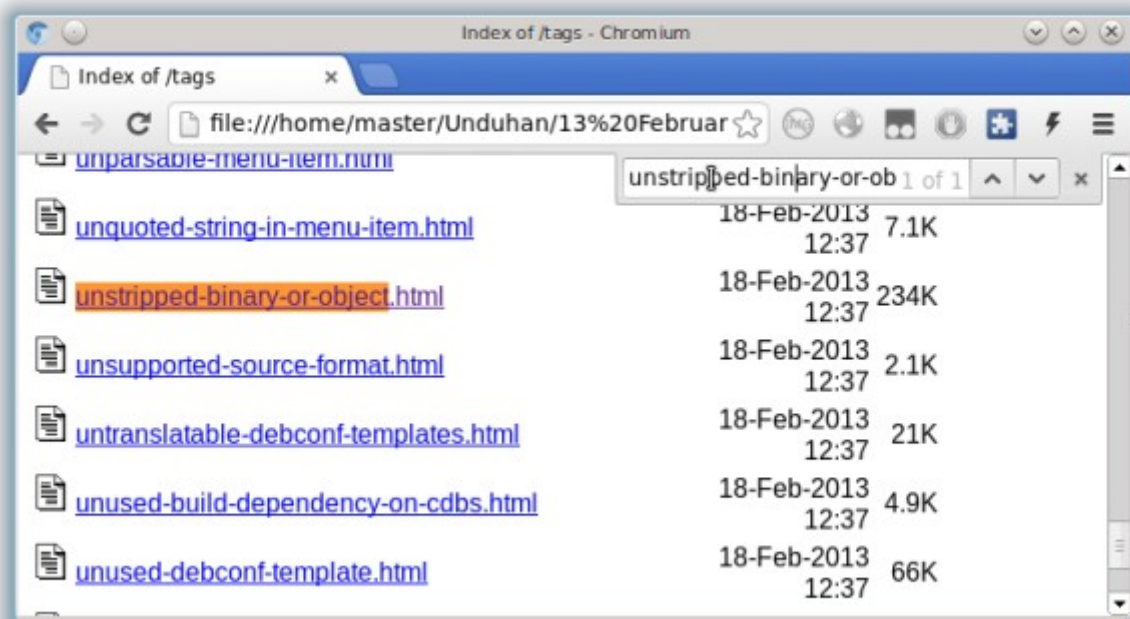 Index of /tags - Chromium
Index of /tags
file:///home/master/Unduhan/13%20Februar
unparsable-menu-item.html
unstripped-binary-or-ob 1 of 1
unquoted-string-in-menu-item.html 18-Feb-2013 7.1K
12:37
unstripped-binary-or-object.html 18-Feb-2013 234K
12:37
unsupported-source-format.html 18-Feb-2013 2.1K
12:37
untranslatable-debconf-templates.html 18-Feb-2013 21K
12:37
unused-build-dependency-on-cdbs.html 18-Feb-2013 4.9K
12:37
unused-debconf-template.html 18-Feb-2013 66K
12:37